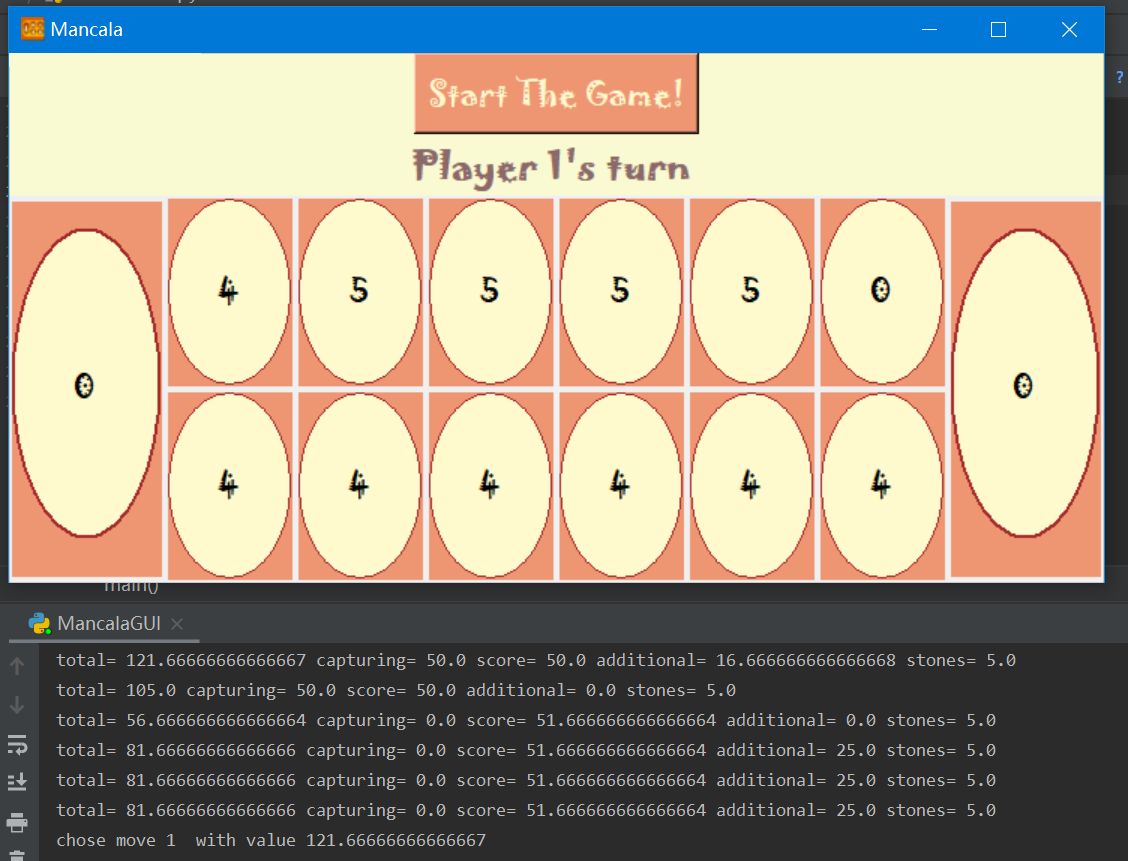 Mancala
?
Start The Game!
Player 1's turn
4 5 5 5 5 0
0 0
4 4 4 4 4 4
main()
MancalaGUI
total= 121.66666666666667 capturing= 50.0 score= 50.0 additional= 16.666666666666668 stones= 5.0
total= 105.0 capturing= 50.0 score= 50.0 additional= 0.0 stones= 5.0
total= 56.666666666666664 capturing= 0.0 score= 51.666666666666664 additional= 0.0 stones= 5.0
total= 81.66666666666666 capturing= 0.0 score= 51.666666666666664 additional= 25.0 stones= 5.0
total= 81.66666666666666 capturing= 0.0 score= 51.666666666666664 additional= 25.0 stones= 5.0
total= 81.66666666666666 capturing= 0.0 score= 51.666666666666664 additional= 25.0 stones= 5.0
chose move 1  with value 121.66666666666667